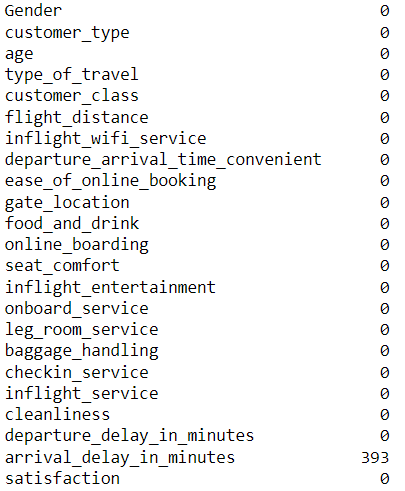 Gender 0
customer_type 0
age 0
type_of_travel 0
customer_class 0
flight_distance 0
inflight_wifi_service 0
departure_arrival_time_convenient 0
ease_of_online_booking 0
gate_location 0
food_and_drink 0
online_boarding 0
seat_comfort 0
inflight_entertainment 0
onboard_service 0
leg_room_service 0
baggage_handling 0
checkin_service 0
inflight_service 0
cleanliness 0
departure_delay_in_minutes 0
arrival_delay_in_minutes 393
satisfaction 0